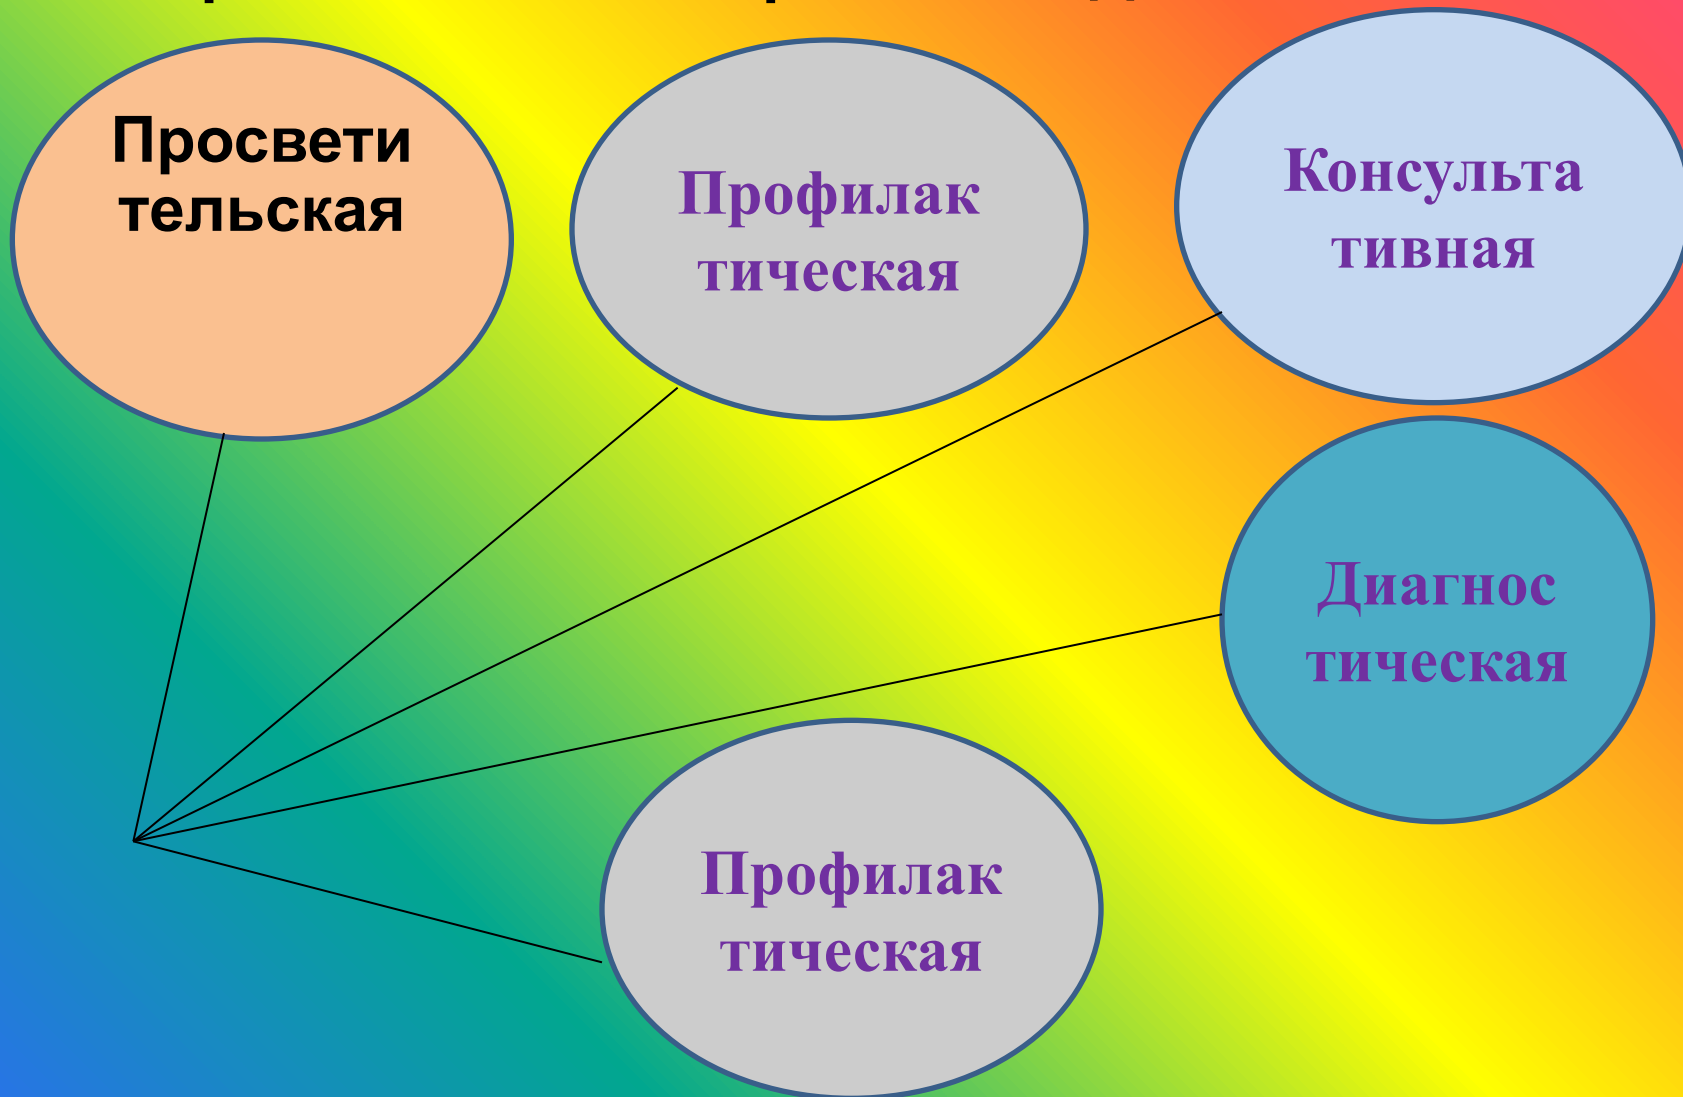 Просвети
тельская
Профилак
тическая
Консульта
тивная
Диагнос
тическая
Профилак
тическая